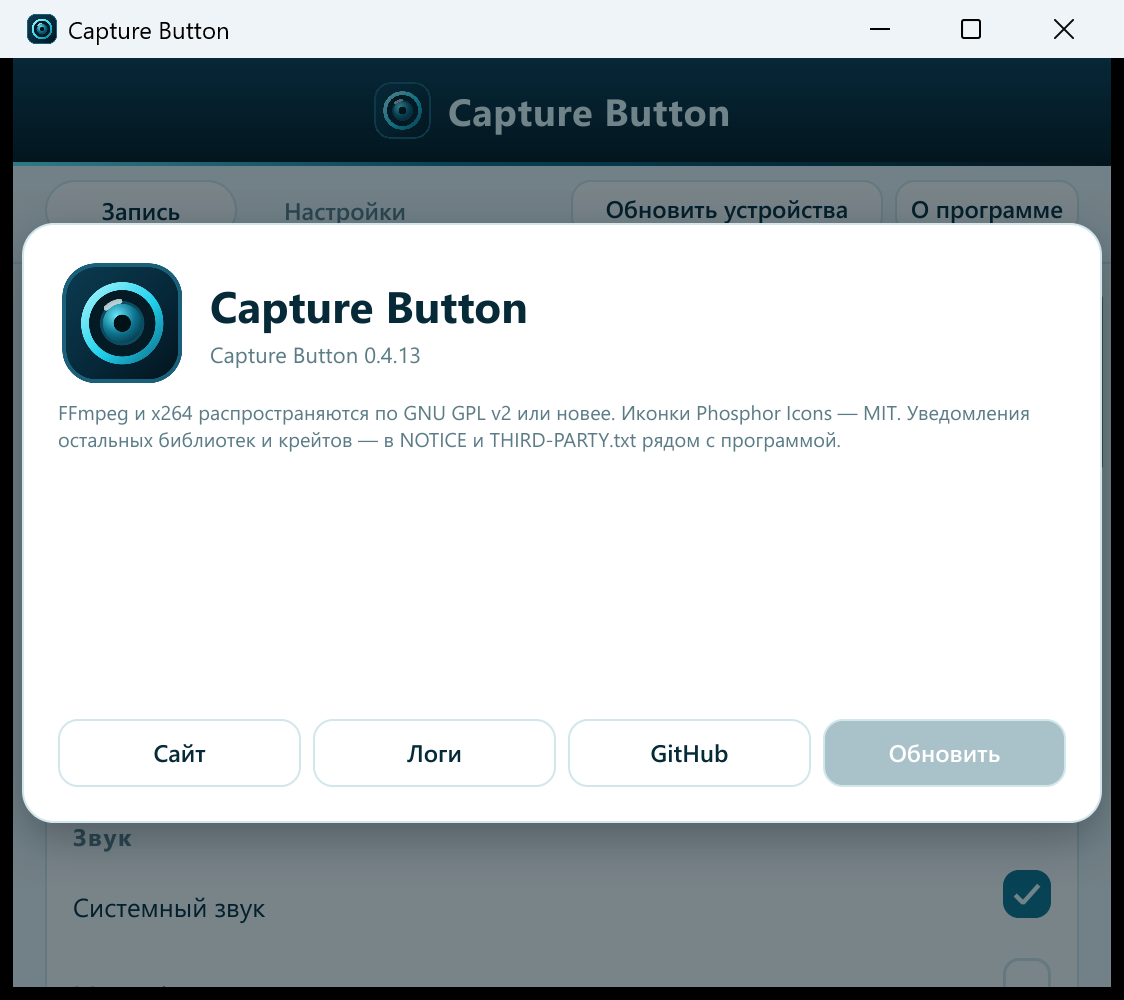 Capture Button
Capture Button
Запись
Настройки
Обновить устройства
О программе
Capture Button
Capture Button 0.4.13
FFmpeg и x264 распространяются по GNU GPL v2 или новее. Иконки Phosphor Icons — MIT. Уведомления
остальных библиотек и крейтов — в NOTICE и THIRD-PARTY.txt рядом с программой.
Сайт
Логи
GitHub
Обновить
Звук
Системный звук